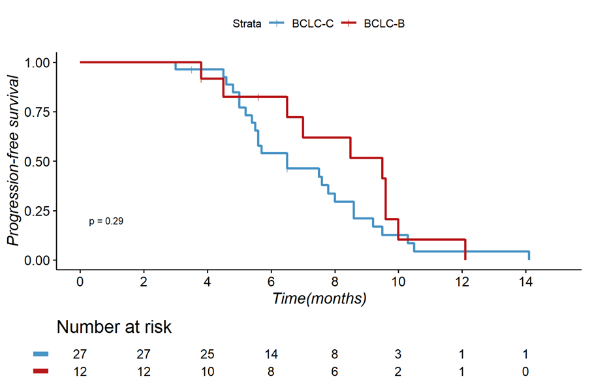 Strata BCLC-C BCLC-B
1.00
0.75
0.50
0.25
0.00
Progression-free survival
p = 0.29
0 2 4 6 8 10 12 14
Time(months)
Number at risk
27 27 25 14 8 3 1 1
12 12 10 8 6 2 1 0